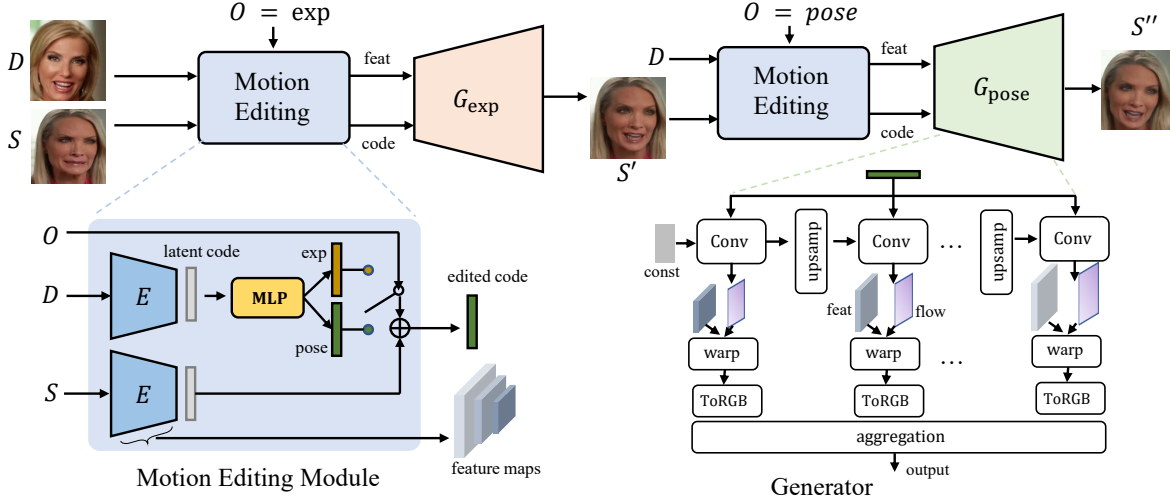 O = exp
D
S
Motion
Editing
feat
code
G_exp
S′
O = pose
D
Motion
Editing
feat
code
G_pose
S′′
O
D
S
E
E
latent code
MLP
exp
pose
edited code
feature maps
Motion Editing Module
const
Conv
upsamp
Conv
...
upsamp
Conv
feat
flow
warp
warp
...
warp
ToRGB
ToRGB
ToRGB
aggregation
output
Generator